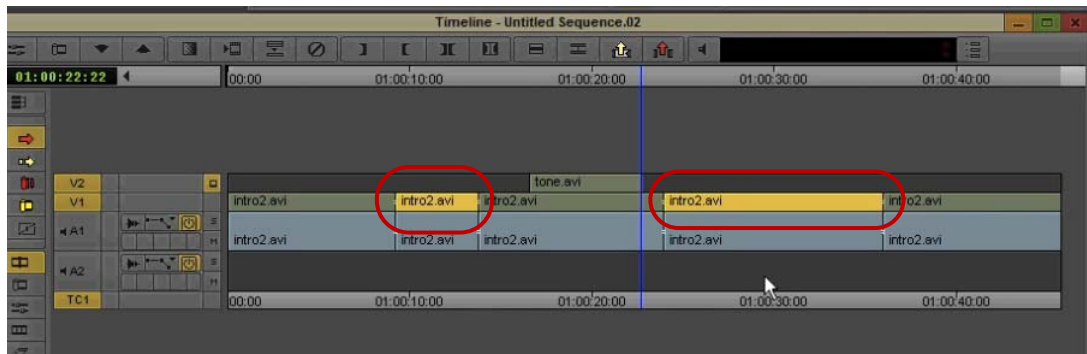 Timeline - Untitled Sequence.02
01:00:22:22 00:00 01:00:10:00 01:00:20:00 01:00:30:00 01:00:40:00
V2 tone.avi
V1 intro2.avi intro2.avi intro2.avi intro2.avi intro2.avi
A1 S M intro2.avi intro2.avi intro2.avi intro2.avi intro2.avi
A2 S M
TC1 00:00 01:00:10:00 01:00:20:00 01:00:30:00 01:00:40:00